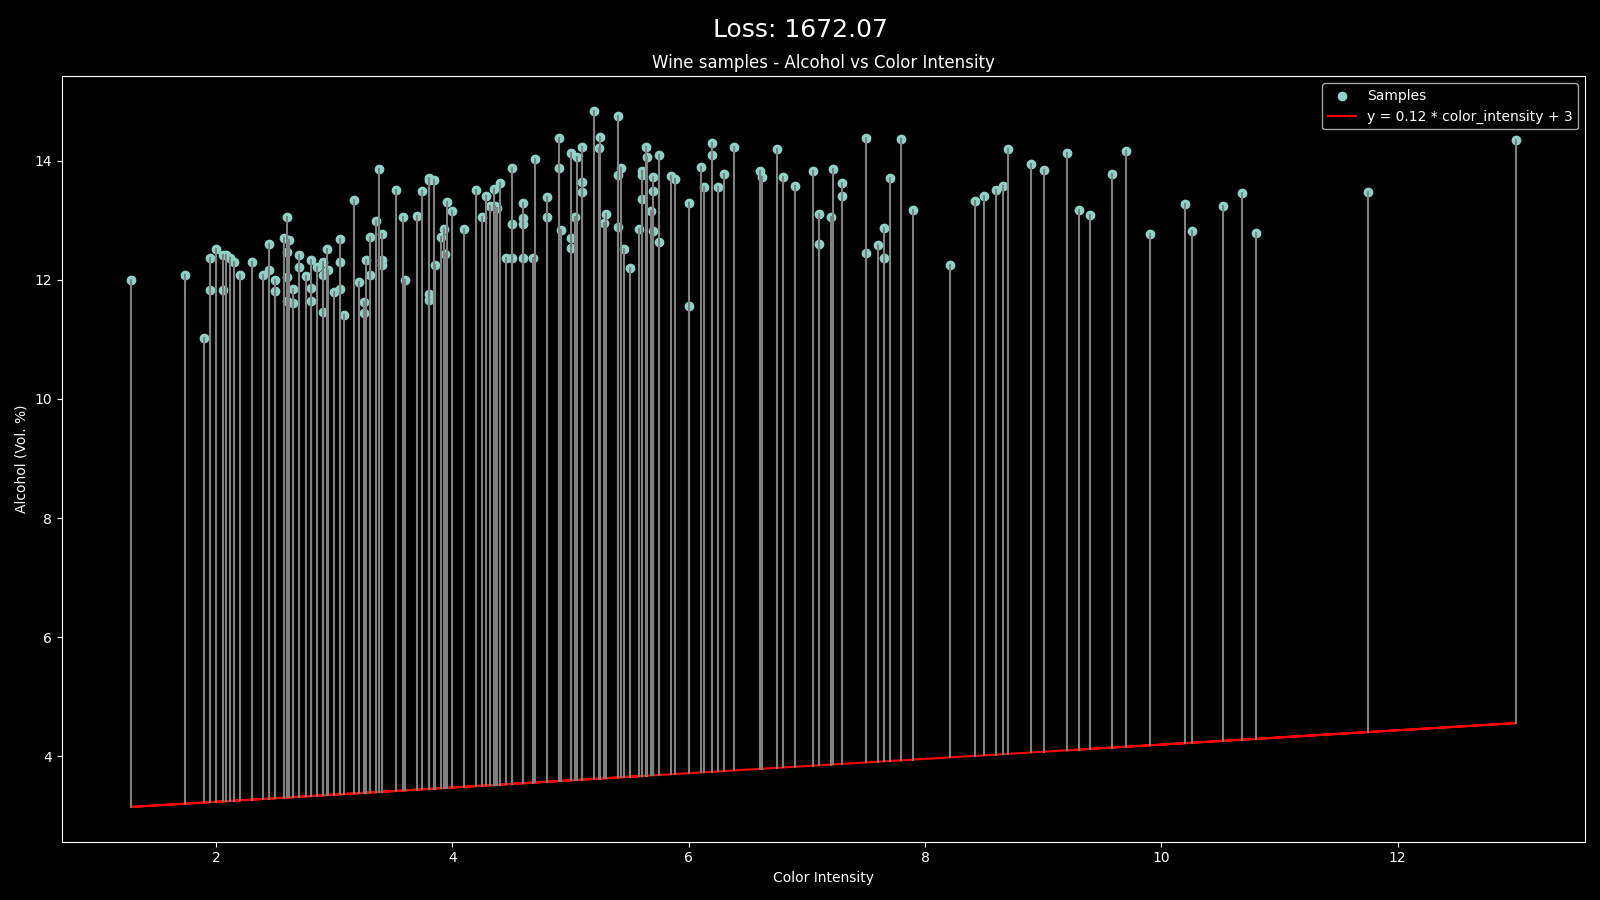 Loss: 1672.07
Wine samples - Alcohol vs Color Intensity
Samples
y = 0.12 * color_intensity + 3
14
12
10
8
6
4
Alcohol (Vol. %)
2 4 6 8 10 12
Color Intensity